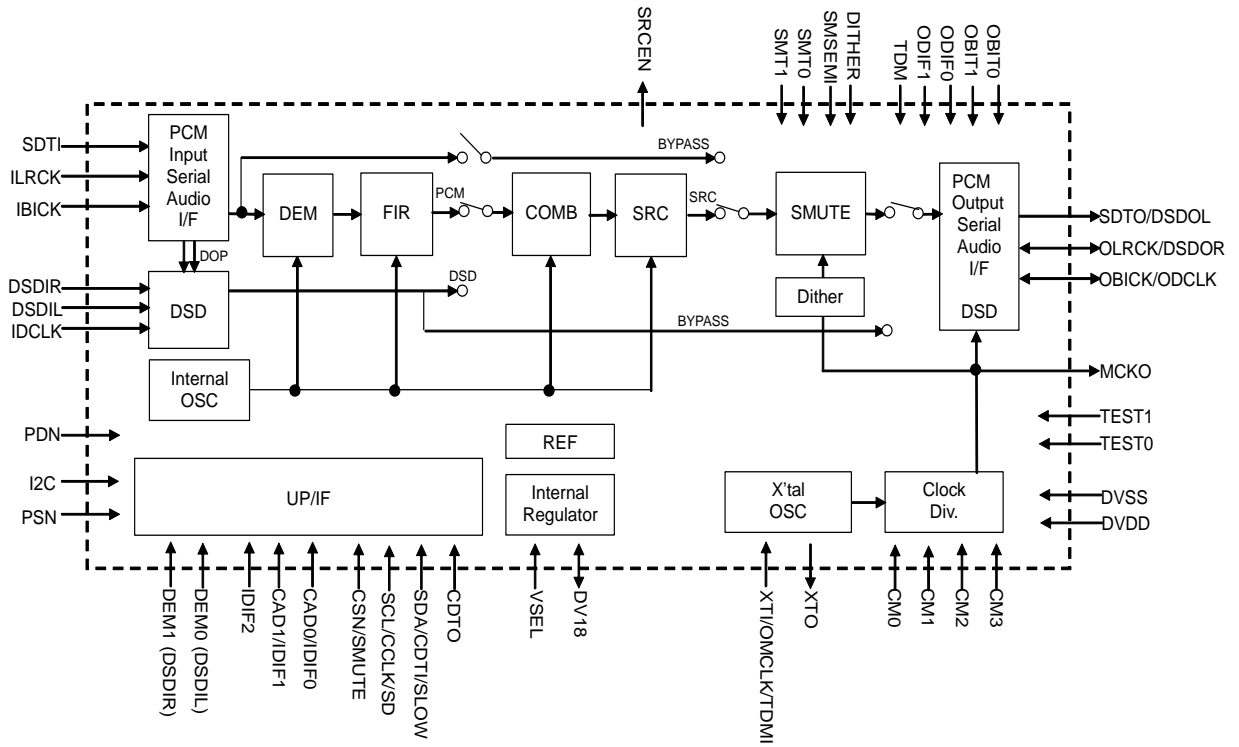 SRCEN
SMT1
SMT0
SMSEMI
DITHER
TDM
ODIF1
ODIF0
OBIT1
OBIT0
SDTI
ILRCK
IBICK
PCM
Input
Serial
Audio
I/F
BYPASS
DEM
FIR
PCM
COMB
SRC
SRC
SMUTE
PCM
Output
Serial
Audio
I/F
DSD
SDTO/DSDOL
OLRCK/DSDOR
OBICK/ODCLK
DOP
DSDIR
DSDIL
IDCLK
DSD
DSD
BYPASS
Dither
Internal
OSC
MCKO
TEST1
TEST0
PDN
I2C
PSN
REF
UP/IF
Internal
Regulator
X'tal
OSC
Clock
Div.
DVSS
DVDD
DEM1 (DSDIR)
DEM0 (DSDIL)
IDIF2
CAD1/IDIF1
CAD0/IDIF0
CSN/SMUTE
SCL/CCLK/SD
SDA/CDTI/SLOW
CDTO
VSEL
DV18
XTI/OMCLK/TDMI
XTO
CM0
CM1
CM2
CM3